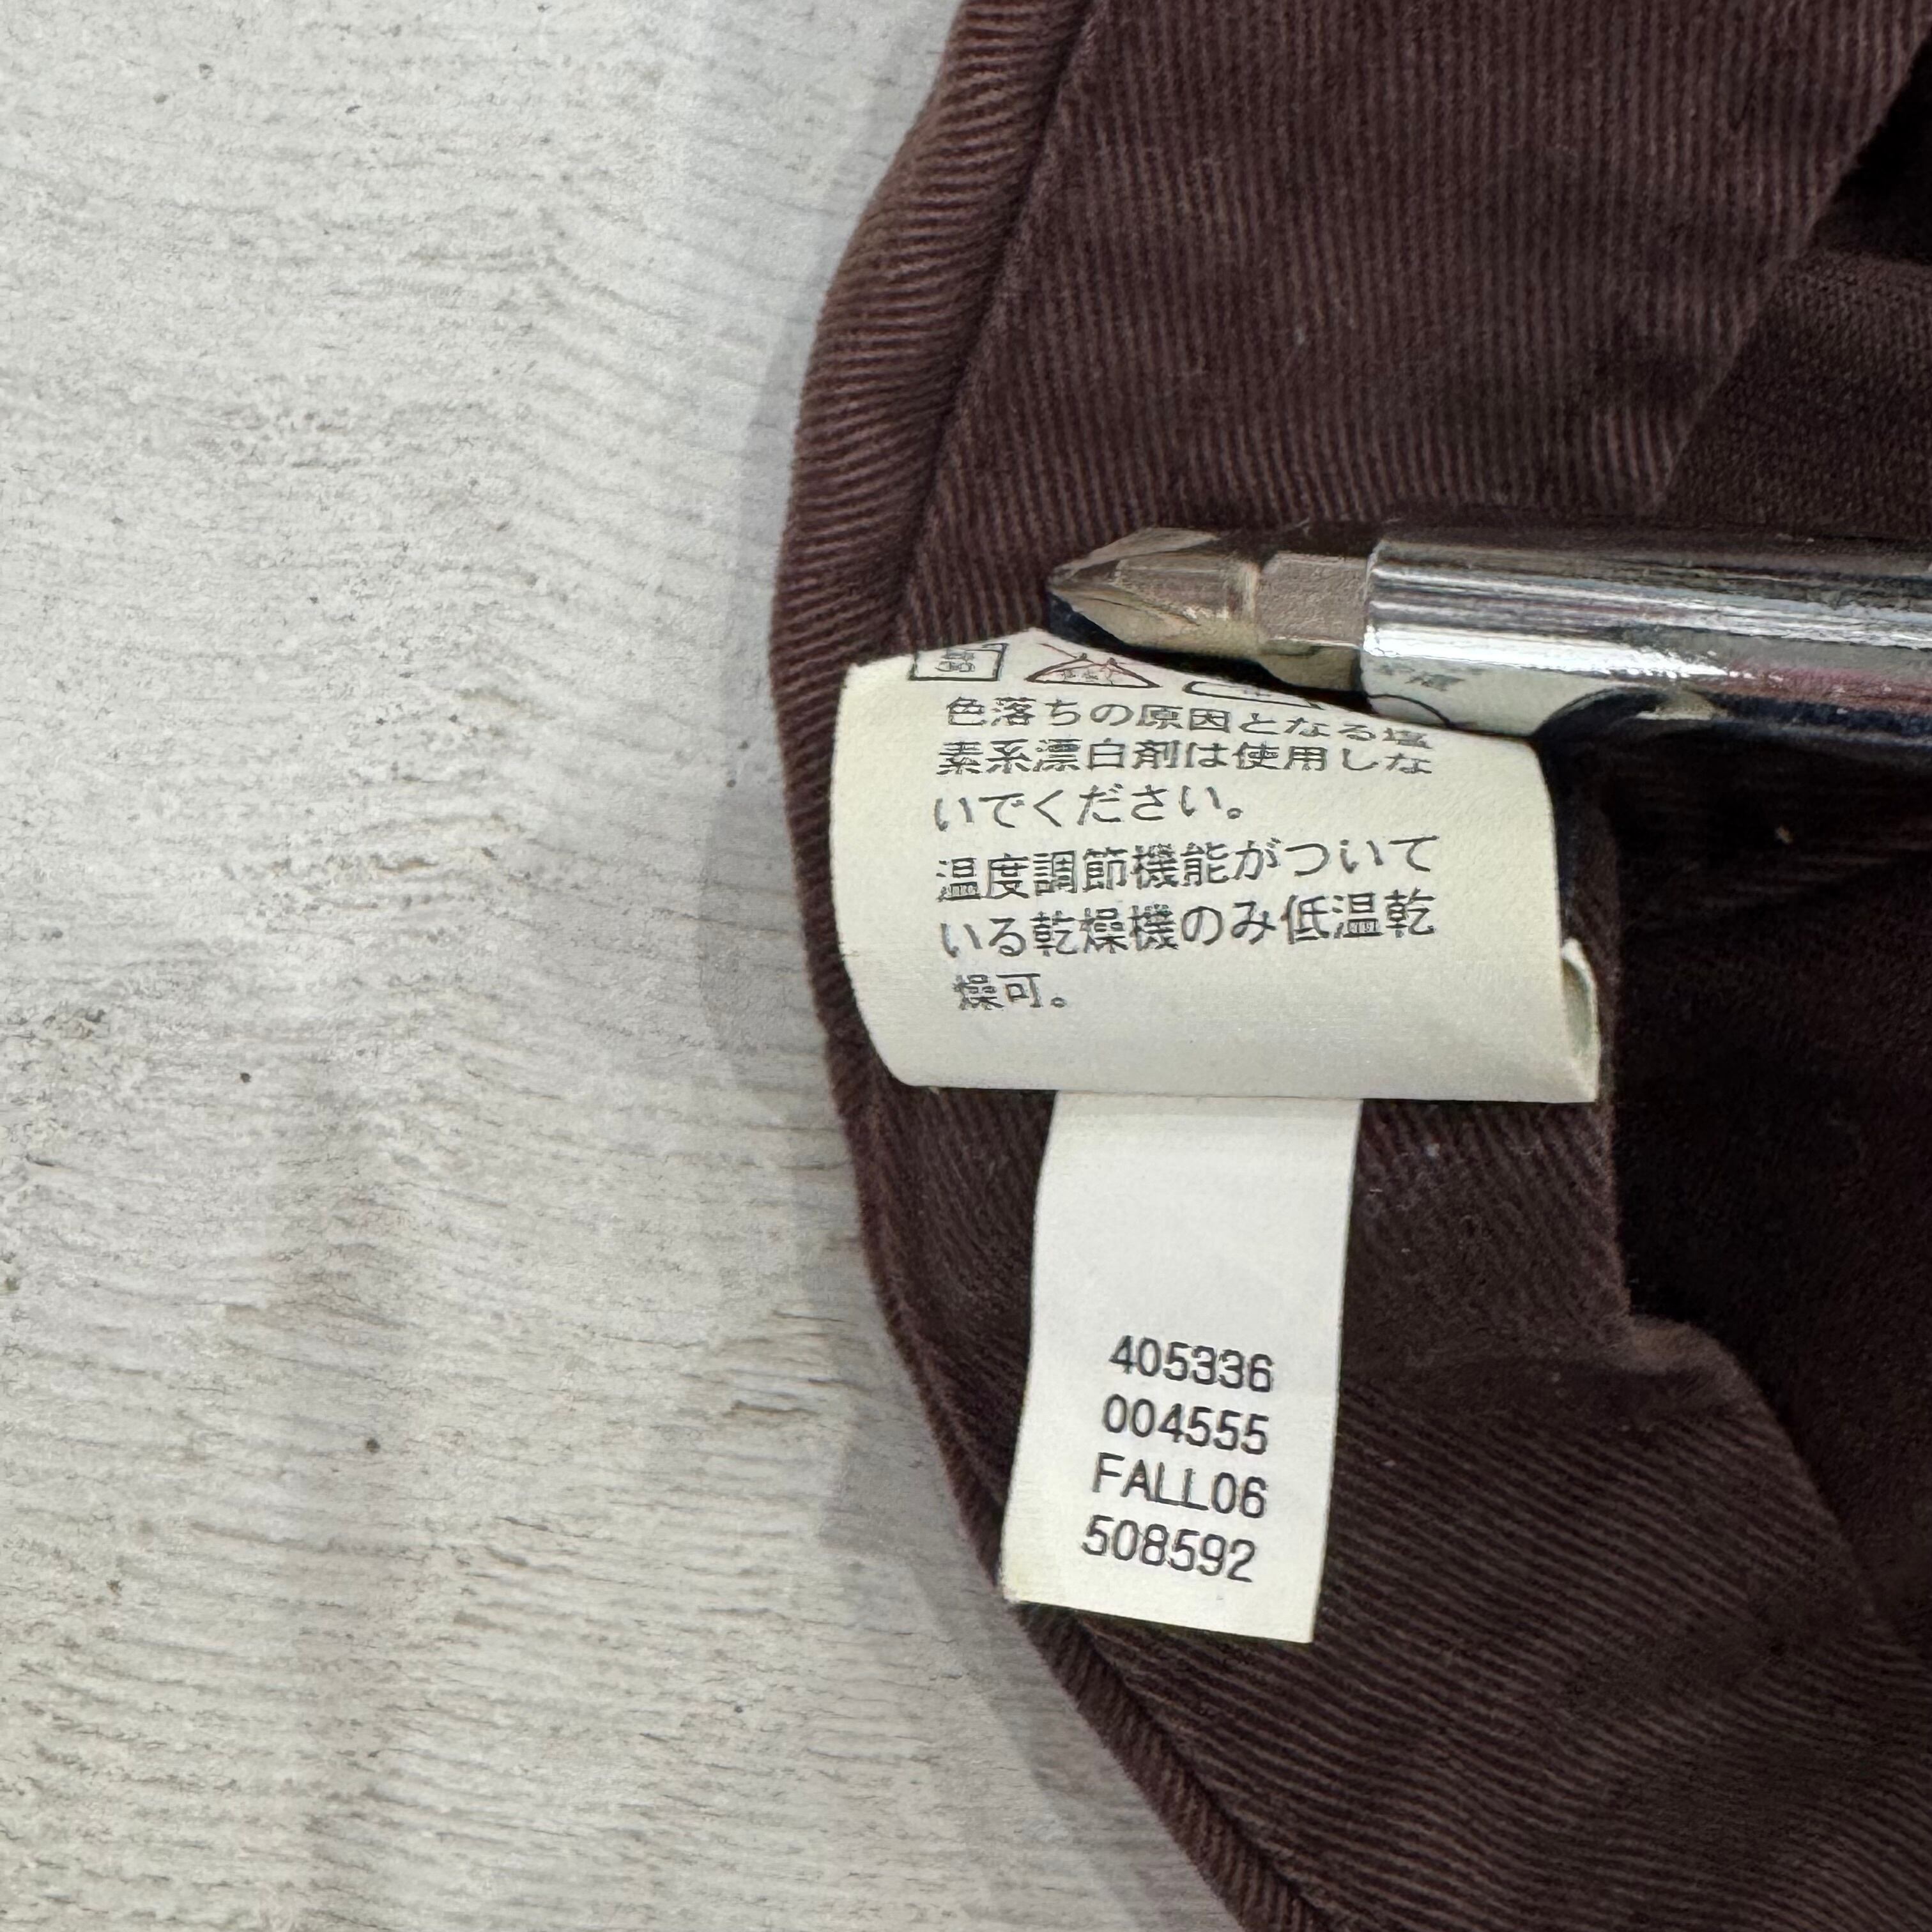 色落ちの原因となる塩
素系漂白剤は使用しな
いでください。
温度調節機能がついて
いる乾燥機のみ低温乾
燥可。
405336
004555
FALL06
508592